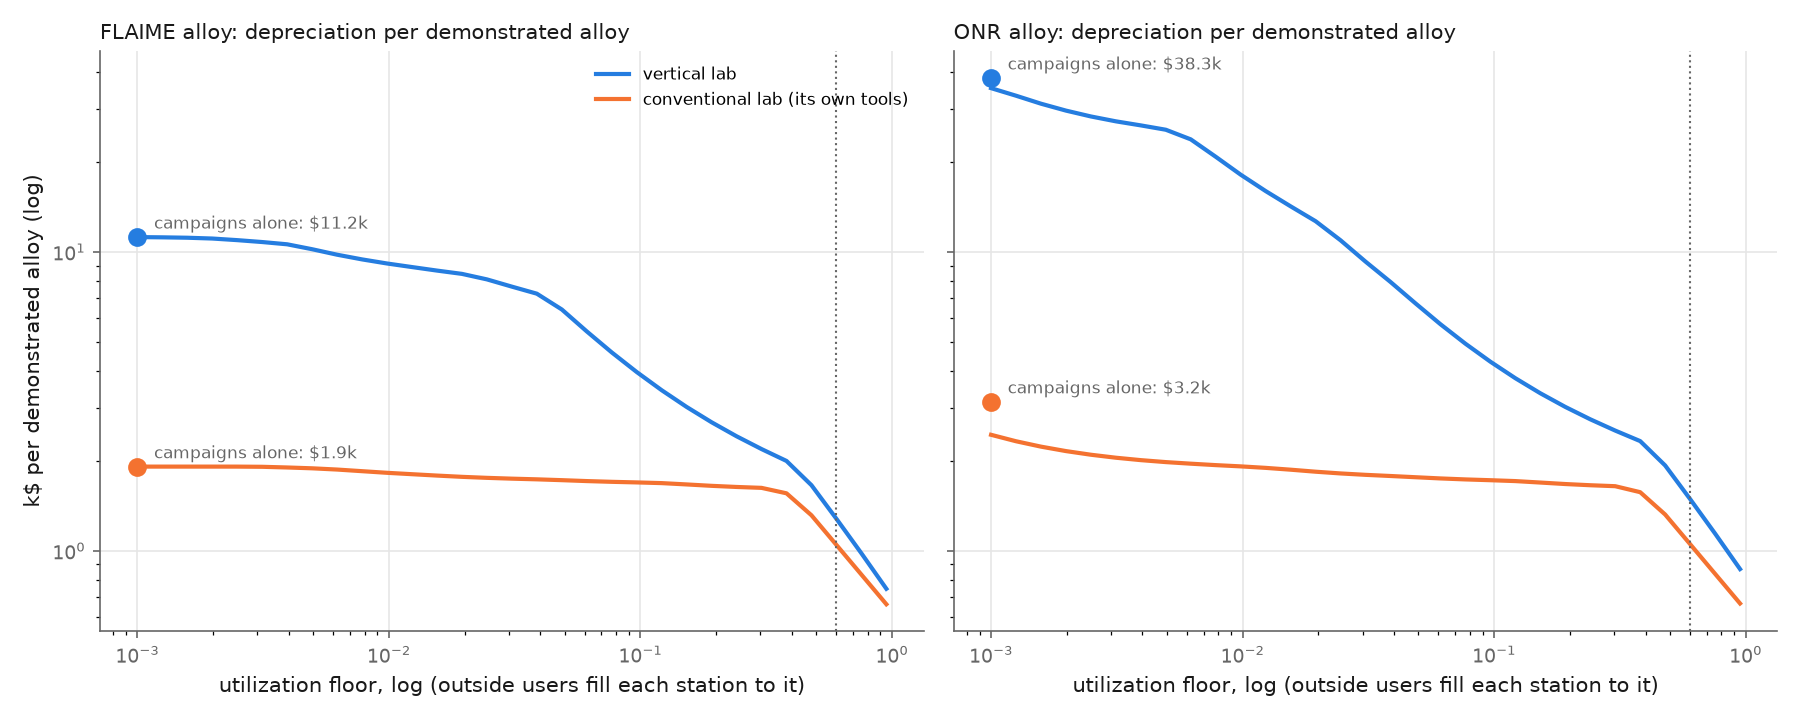 FLAIME alloy: depreciation per demonstrated alloy
vertical lab
conventional lab (its own tools)
campaigns alone: $11.2k
campaigns alone: $1.9k
k$ per demonstrated alloy (log)
10¹
10⁰
10⁻³
10⁻²
10⁻¹
10⁰
utilization floor, log (outside users fill each station to it)
ONR alloy: depreciation per demonstrated alloy
campaigns alone: $38.3k
campaigns alone: $3.2k
10⁻³
10⁻²
10⁻¹
10⁰
utilization floor, log (outside users fill each station to it)